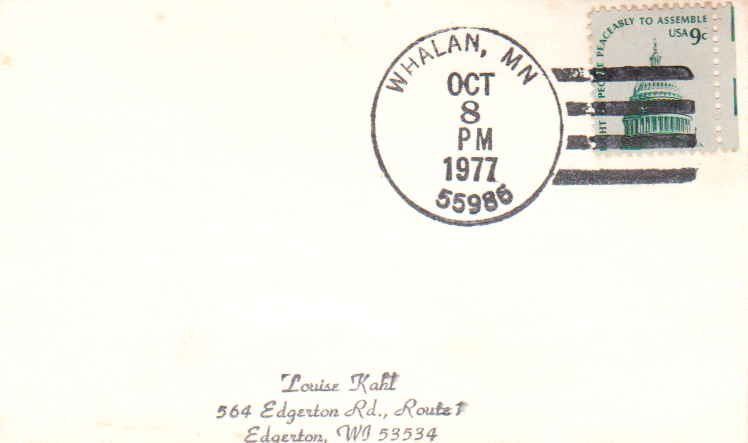 WHALAN, MN
OCT
8
PM
1977
55986
PEACEABLY TO ASSEMBLE
USA 9c
Louise Kahl
564 Edgerton Rd., Route 1
Edgerton, WI 53534